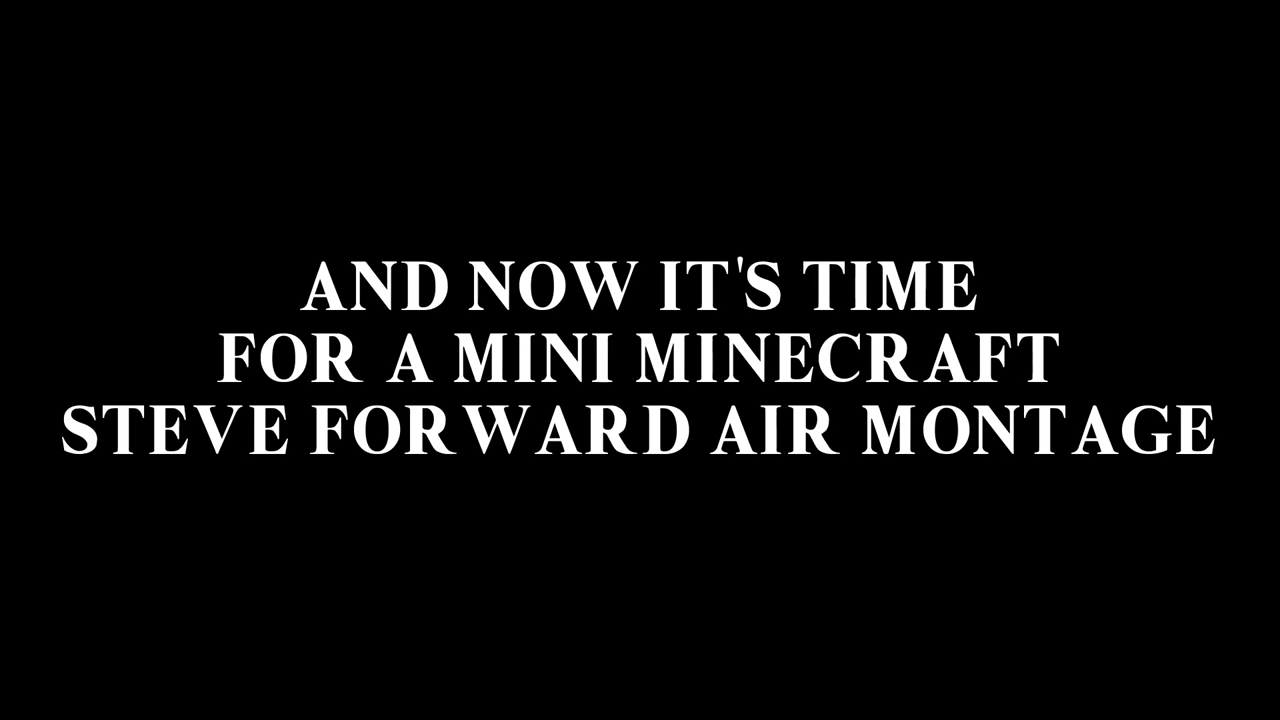 AND NOW IT'S TIME
FOR A MINI MINECRAFT
STEVE FORWARD AIR MONTAGE